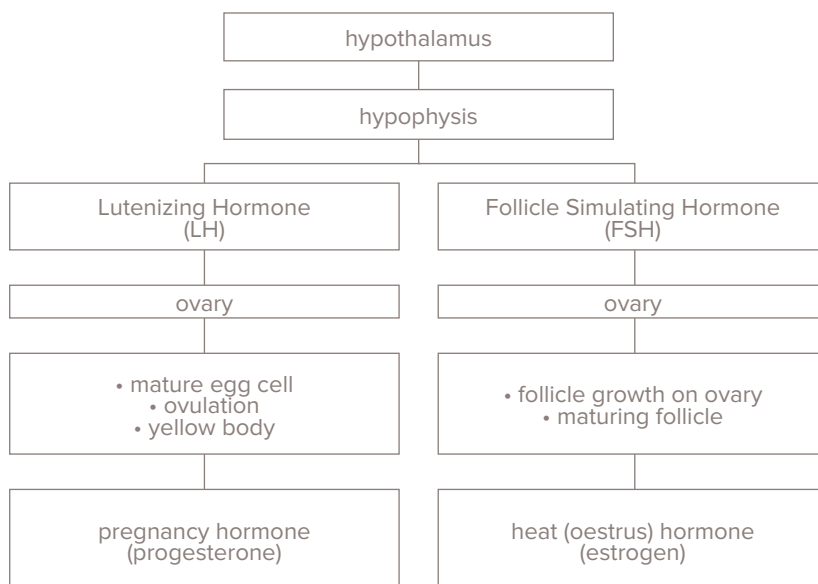 hypothalamus
hypophysis
Lutenizing Hormone
(LH)
Follicle Simulating Hormone
(FSH)
ovary
ovary
• mature egg cell
• ovulation
• yellow body
• follicle growth on ovary
• maturing follicle
pregnancy hormone
(progesterone)
heat (oestrus) hormone
(estrogen)